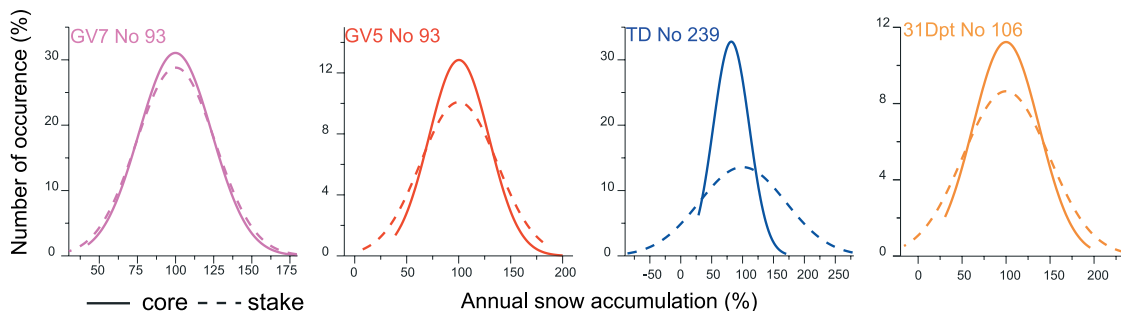 GV7 No 93
GV5 No 93
TD No 239
31Dpt No 106
Number of occurence (%)
30
20
10
0
12
8
4
0
30
20
10
0
12
8
4
0
50 75 100 125 150 175
0 50 100 150 200
-50 0 50 100 150 200 250
0 50 100 150 200
core stake
Annual snow accumulation (%)